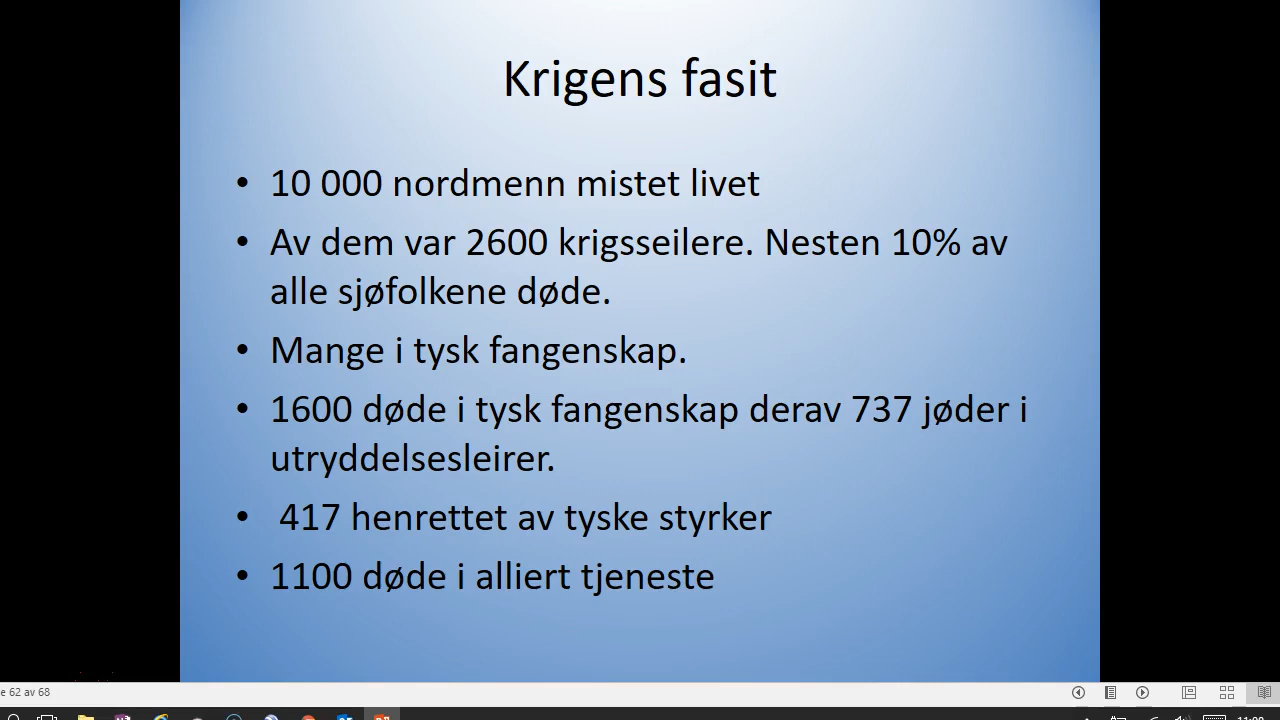 Krigens fasit
• 10 000 nordmenn mistet livet
• Av dem var 2600 krigsseilere. Nesten 10% av
alle sjøfolkene døde.
• Mange i tysk fangenskap.
• 1600 døde i tysk fangenskap derav 737 jøder i
utryddelsesleirer.
• 417 henrettet av tyske styrker
• 1100 døde i alliert tjeneste
e 62 av 68